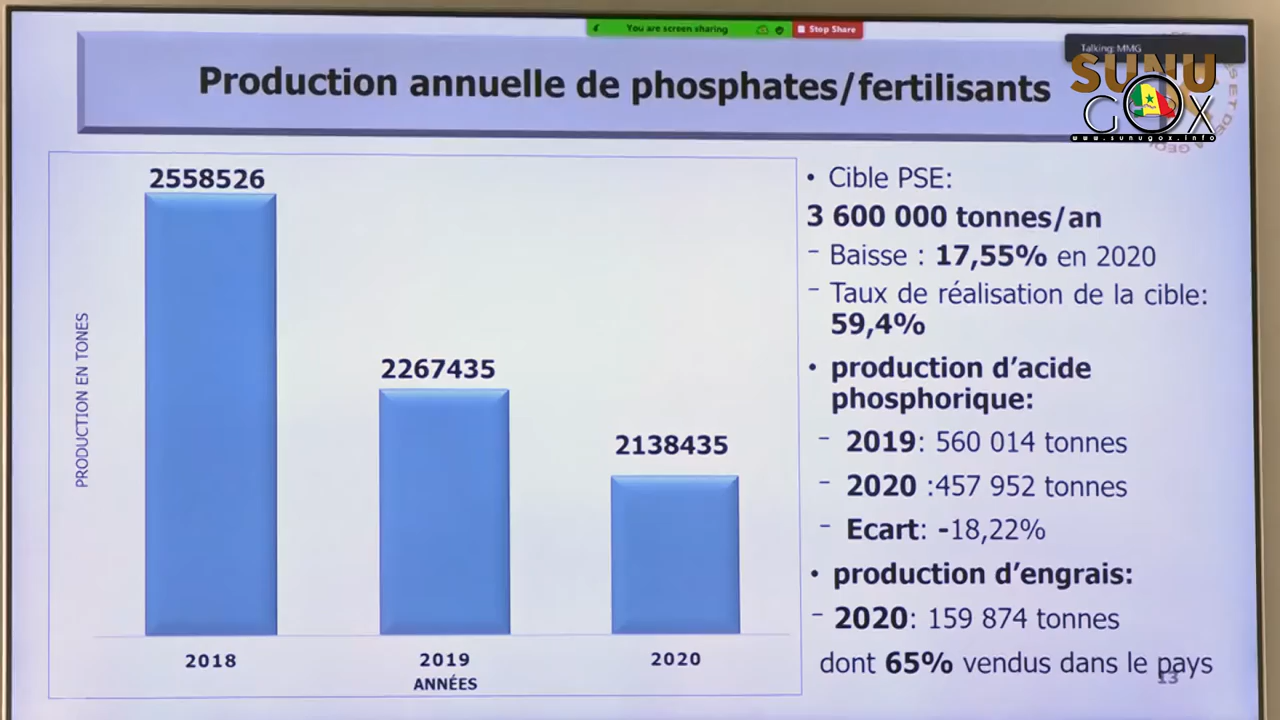 You are screen sharing
Stop Share
Talking: MMG
Production annuelle de phosphates/fertilisants
SUNU
GOX
www.sunugox.info
2558526
2267435
2138435
PRODUCTION EN TONES
2018
2019
2020
ANNÉES
• Cible PSE:
3 600 000 tonnes/an
- Baisse : 17,55% en 2020
- Taux de réalisation de la cible:
59,4%
• production d’acide
phosphorique:
- 2019: 560 014 tonnes
- 2020 :457 952 tonnes
- Ecart: -18,22%
• production d’engrais:
- 2020: 159 874 tonnes
dont 65% vendus dans le pays
13